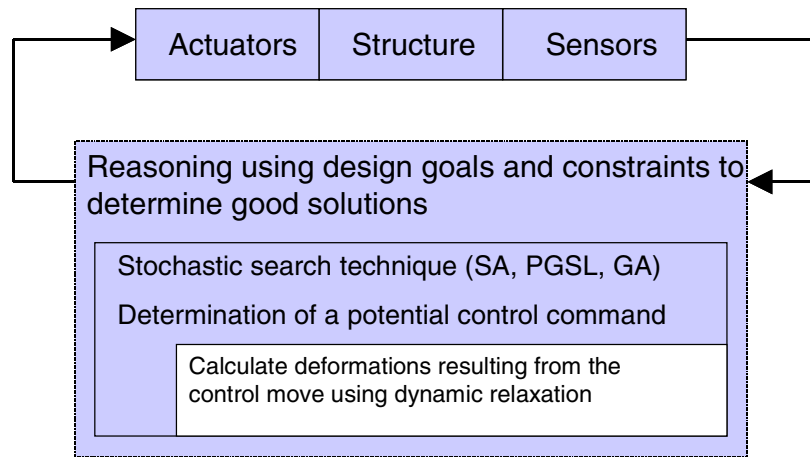 Actuators Structure Sensors
Reasoning using design goals and constraints to
determine good solutions
Stochastic search technique (SA, PGSL, GA)
Determination of a potential control command
Calculate deformations resulting from the
control move using dynamic relaxation